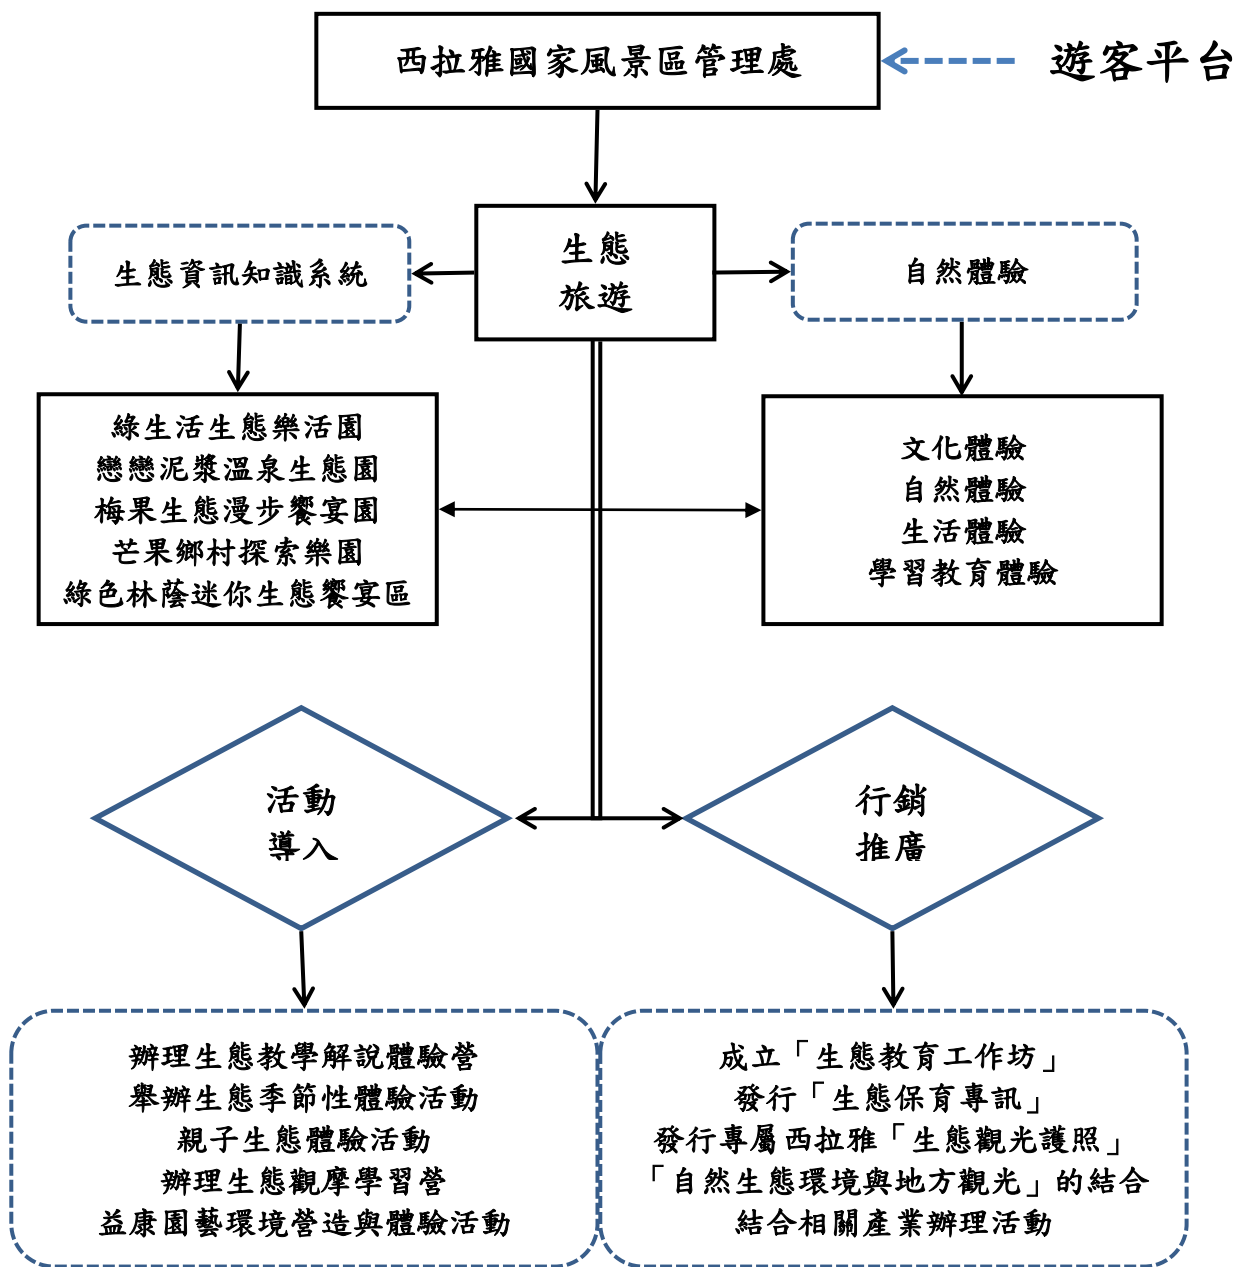 西拉雅國家風景區管理處
遊客平台
生態
旅遊
生態資訊知識系統
自然體驗
綠生活生態樂活園
戀戀泥漿溫泉生態園
梅果生態漫步饗宴園
芒果鄉村探索樂園
綠色林蔭迷你生態饗宴區
文化體驗
自然體驗
生活體驗
學習教育體驗
活動
導入
行銷
推廣
辦理生態教學解說體驗營
舉辦生態季節性體驗活動
親子生態體驗活動
辦理生態觀摩學習營
益康園藝環境營造與體驗活動
成立「生態教育工作坊」
發行「生態保育專訊」
發行專屬西拉雅「生態觀光護照」
「自然生態環境與地方觀光」的結合
結合相關產業辦理活動